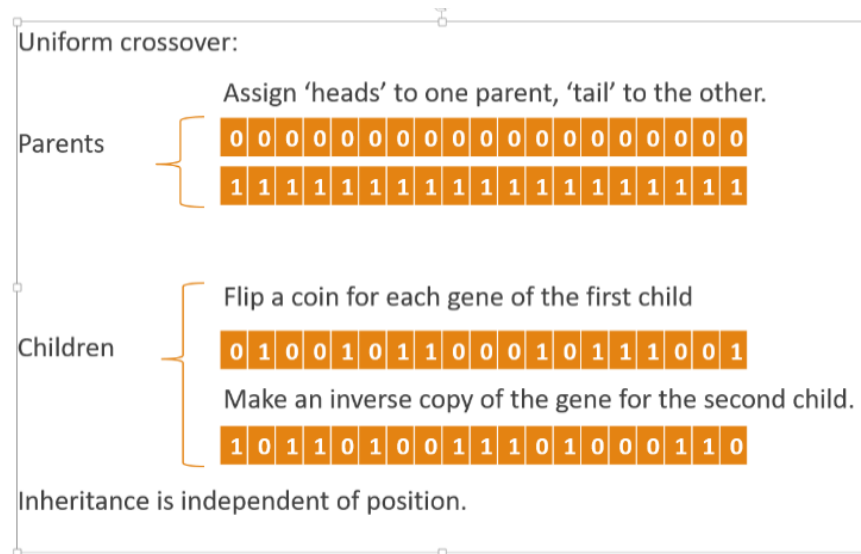 Uniform crossover:
Assign ‘heads’ to one parent, ‘tail’ to the other.
Parents
0 0 0 0 0 0 0 0 0 0 0 0 0 0 0 0 0 0 0
1 1 1 1 1 1 1 1 1 1 1 1 1 1 1 1 1 1 1
Flip a coin for each gene of the first child
Children
0 1 0 0 1 0 1 1 0 0 0 1 0 1 1 1 0 0 1
Make an inverse copy of the gene for the second child.
1 0 1 1 0 1 0 0 1 1 1 0 1 0 0 0 1 1 0
Inheritance is independent of position.